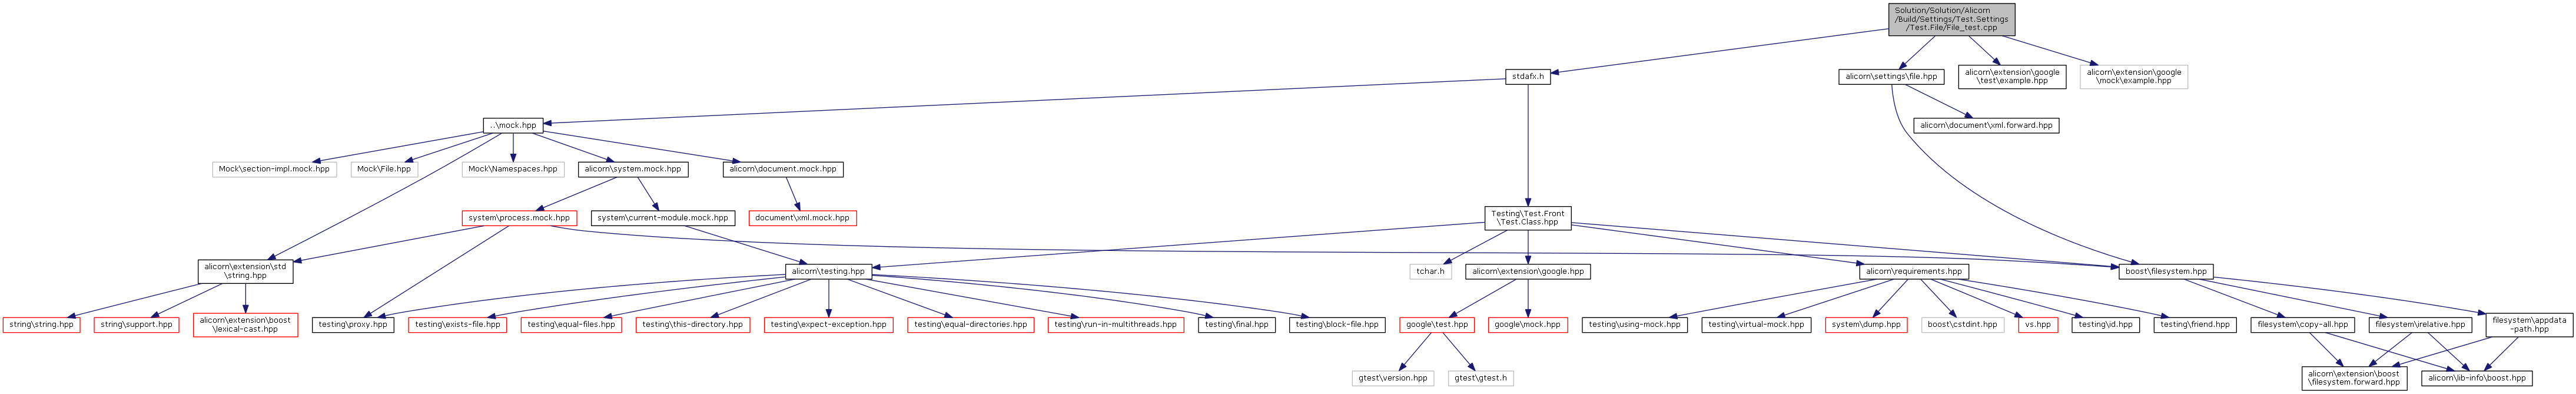 Solution/Solution/Alicorn
/Build/Settings/Test.Settings
/Test.File/File_test.cpp
stdafx.h
alicorn\settings\file.hpp
alicorn\extension\google
\test\example.hpp
alicorn\extension\google
\mock\example.hpp
..\mock.hpp
alicorn\document\xml.forward.hpp
Mock\section-impl.mock.hpp
Mock\File.hpp
Mock\Namespaces.hpp
alicorn\system.mock.hpp
alicorn\document.mock.hpp
system\process.mock.hpp
system\current-module.mock.hpp
document\xml.mock.hpp
Testing\Test.Front
\Test.Class.hpp
alicorn\extension\std
\string.hpp
alicorn\testing.hpp
tchar.h
alicorn\extension\google.hpp
alicorn\requirements.hpp
boost\filesystem.hpp
string\string.hpp
string\support.hpp
alicorn\extension\boost
\lexical-cast.hpp
testing\proxy.hpp
testing\exists-file.hpp
testing\equal-files.hpp
testing\this-directory.hpp
testing\expect-exception.hpp
testing\equal-directories.hpp
testing\run-in-multithreads.hpp
testing\final.hpp
testing\block-file.hpp
google\test.hpp
google\mock.hpp
testing\using-mock.hpp
testing\virtual-mock.hpp
system\dump.hpp
boost\cstdint.hpp
vs.hpp
testing\id.hpp
testing\friend.hpp
filesystem\copy-all.hpp
filesystem\irelative.hpp
filesystem\appdata
-path.hpp
gtest\version.hpp
gtest\gtest.h
alicorn\extension\boost
\filesystem.forward.hpp
alicorn\lib-info\boost.hpp